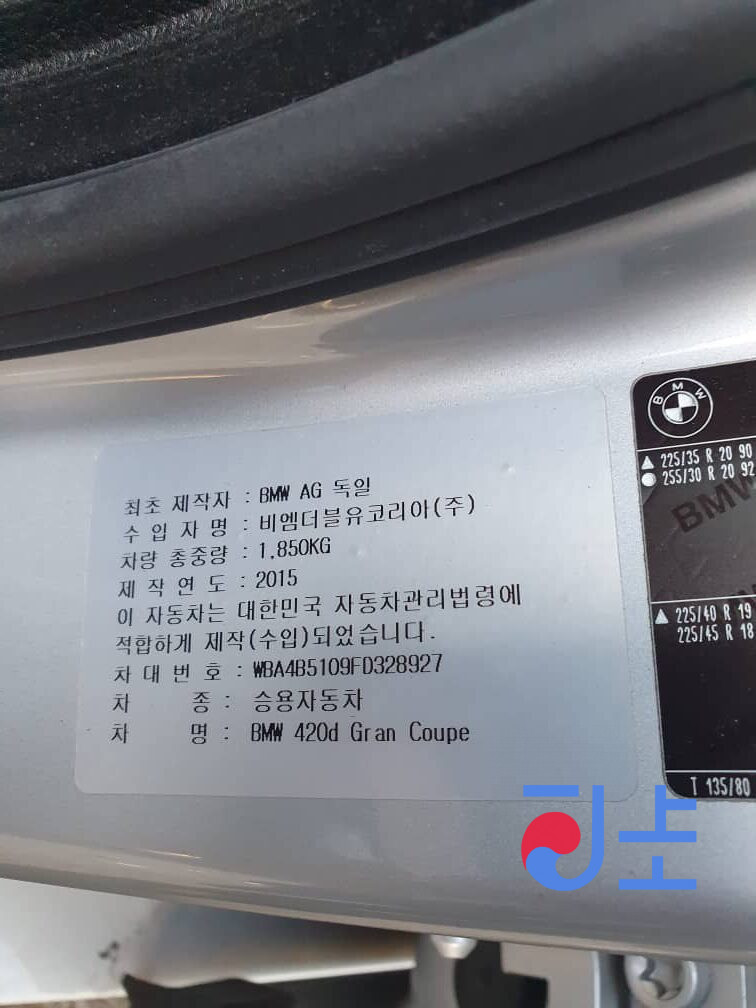 최초 제작자 : BMW AG 독일
수 입 자 명 : 비엠더블유코리아(주)
차량 총중량 : 1,850KG
제 작 연 도 : 2015
이 자동차는 대한민국 자동차관리법령에
적합하게 제작(수입)되었습니다.
차 대 번 호 : WBA4B5109FD328927
차 종 : 승용자동차
차 명 : BMW 420d Gran Coupe
BMW
▲ 225/35 R 20 90
● 255/30 R 20 92
BMW
▲ 225/40 R 19
225/45 R 18
T 135/80